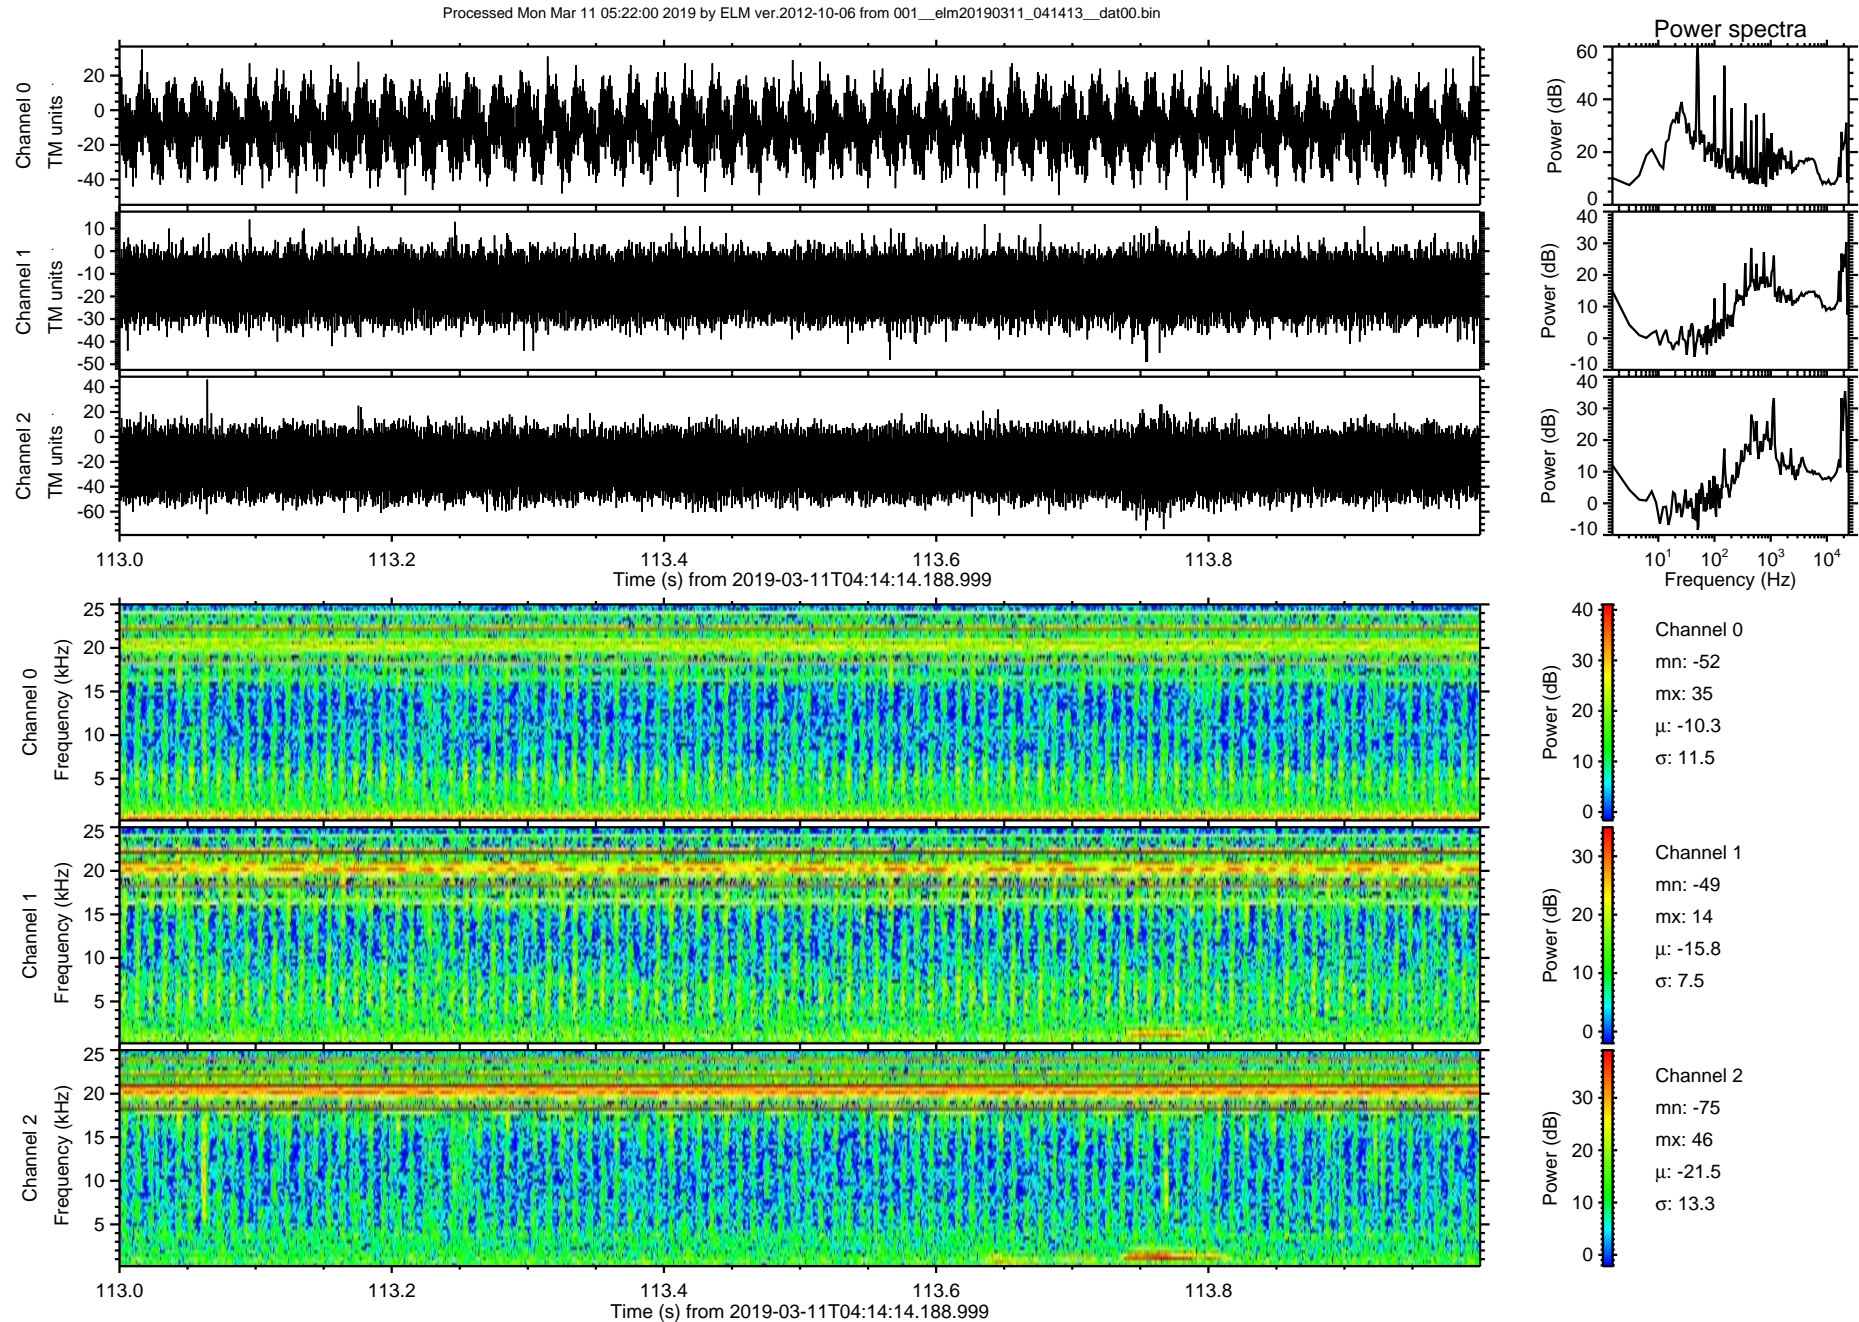 Processed Mon Mar 11 05:22:00 2019 by ELM ver.2012-10-06 from 001__elm20190311_041413__dat00.bin
Power spectra
Channel 0
TM units
20
0
-20
-40
Power (dB)
60
40
20
0
Channel 1
TM units
10
0
-10
-20
-30
-40
-50
Power (dB)
40
30
20
10
0
-10
Channel 2
TM units
40
20
0
-20
-40
-60
Power (dB)
40
30
20
10
0
-10
113.0 113.2 113.4 113.6 113.8
Time (s) from 2019-03-11T04:14:14.188.999
10¹ 10² 10³ 10⁴
Frequency (Hz)
Channel 0
Frequency (kHz)
25
20
15
10
5
Power (dB)
40
30
20
10
0
Channel 0
mn: -52
mx: 35
μ: -10.3
σ: 11.5
Channel 1
Frequency (kHz)
25
20
15
10
5
Power (dB)
30
20
10
0
Channel 1
mn: -49
mx: 14
μ: -15.8
σ: 7.5
Channel 2
Frequency (kHz)
25
20
15
10
5
Power (dB)
30
20
10
0
Channel 2
mn: -75
mx: 46
μ: -21.5
σ: 13.3
113.0 113.2 113.4 113.6 113.8
Time (s) from 2019-03-11T04:14:14.188.999